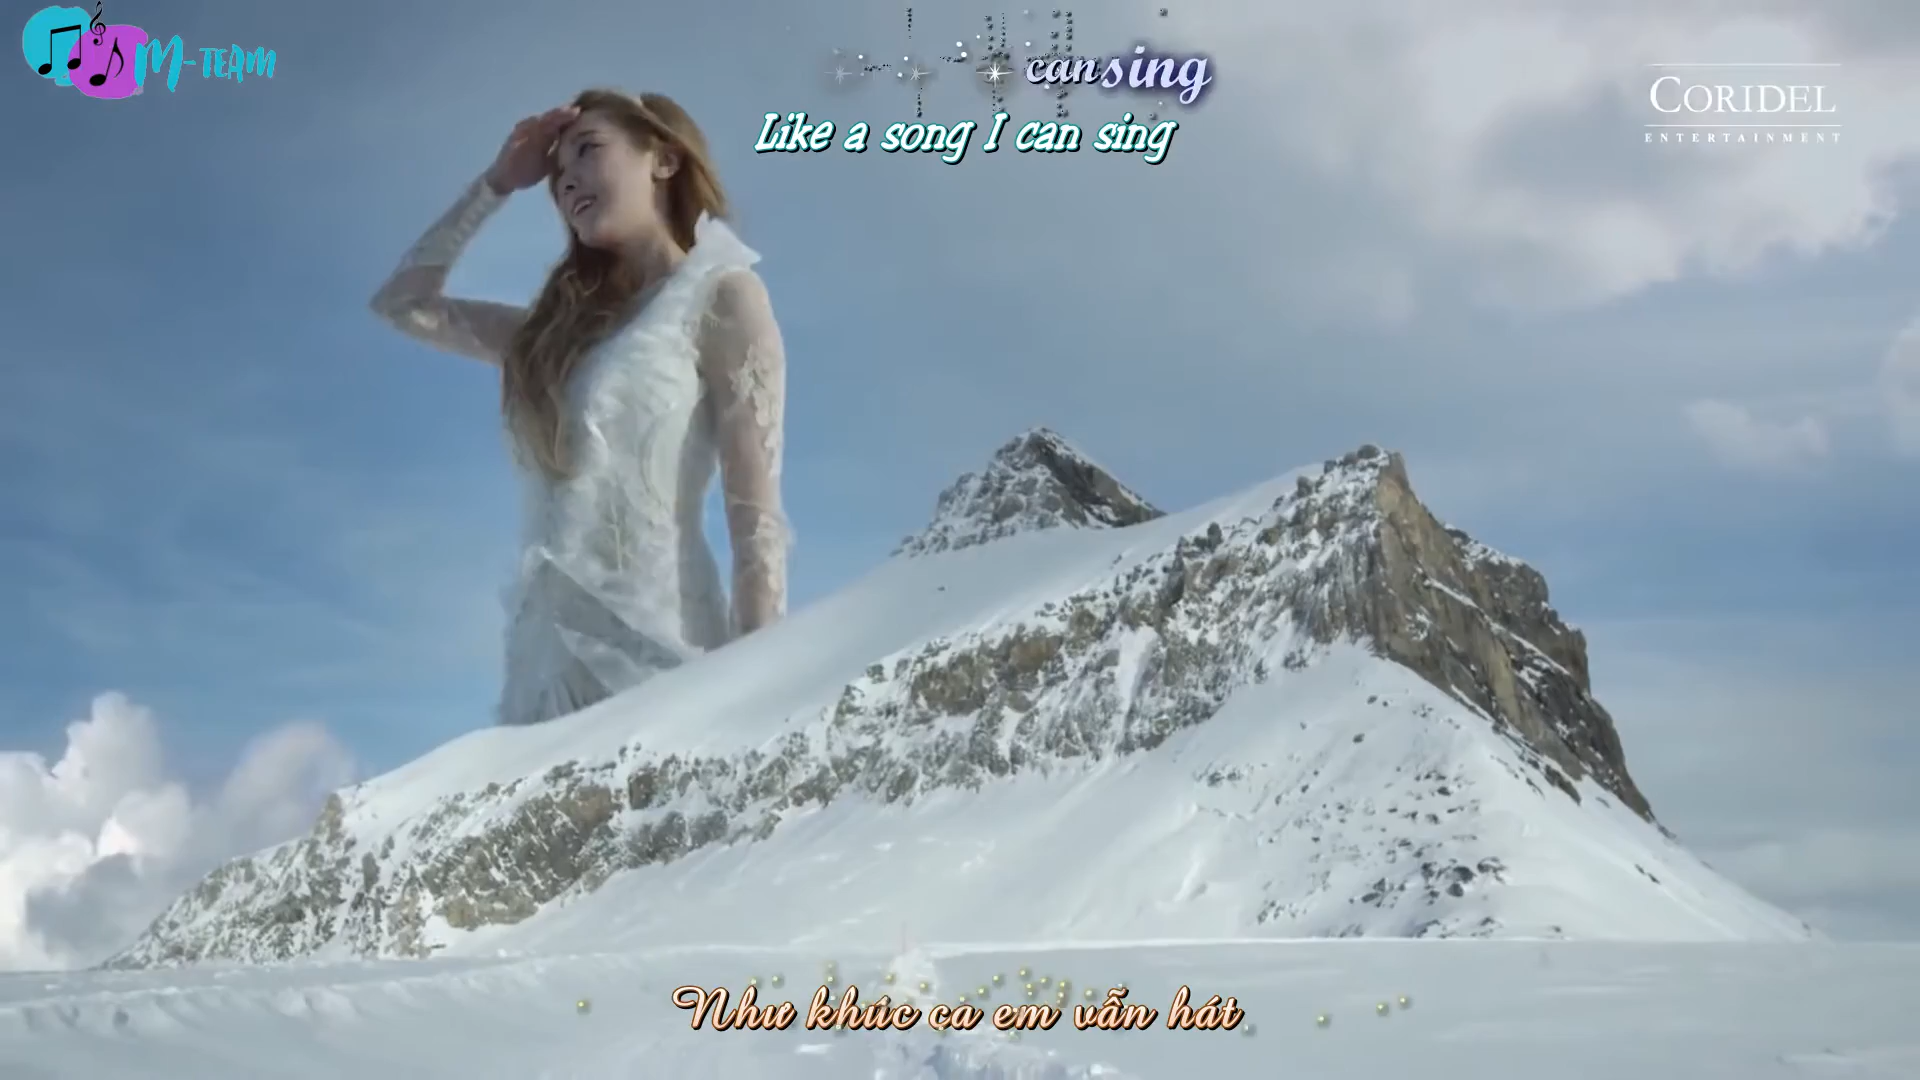 M-TEAM
can sing
Like a song I can sing
CORIDEL
ENTERTAINMENT
Như khúc ca em vẫn hát